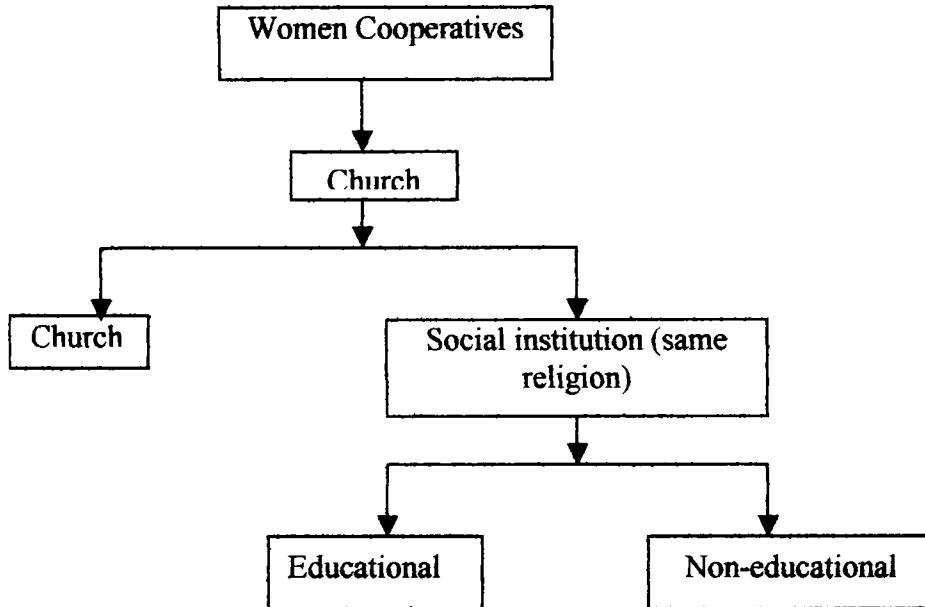 Women Cooperatives
Church
Church
Social institution (same
religion)
Educational
Non-educational